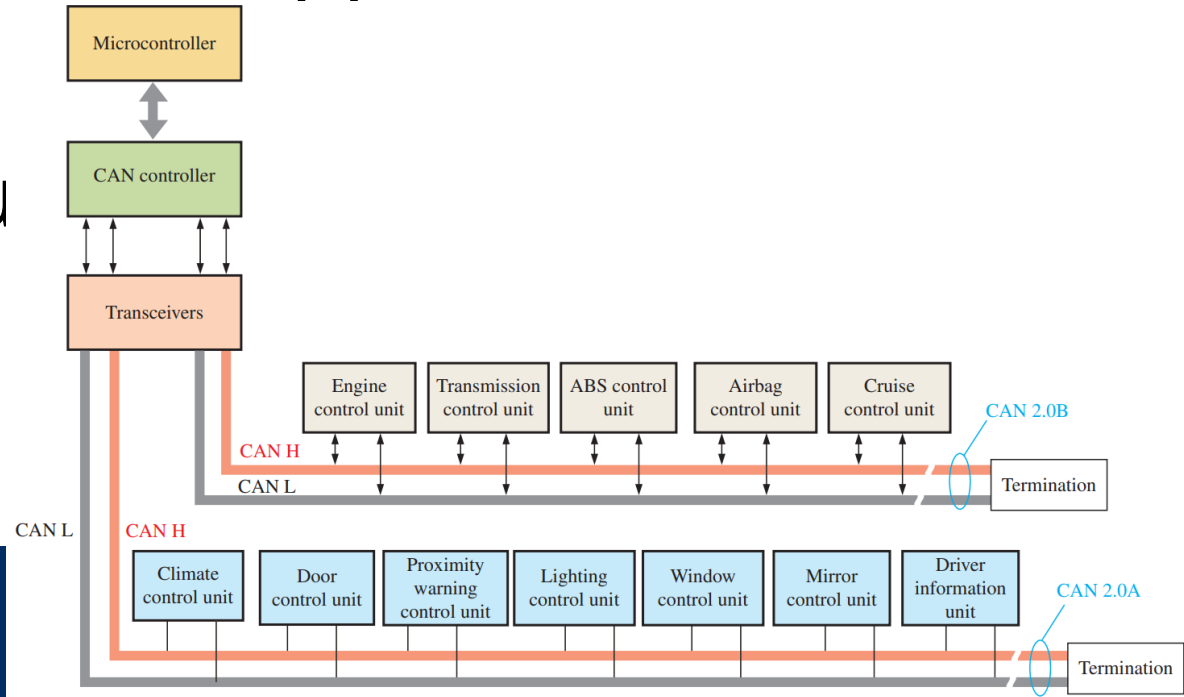 Microcontroller
CAN controller
Transceivers
Engine
control unit
Transmission
control unit
ABS control
unit
Airbag
control unit
Cruise
control unit
CAN 2.0B
CAN H
CAN L
Termination
CAN L
CAN H
Climate
control unit
Door
control unit
Proximity
warning
control unit
Lighting
control unit
Window
control unit
Mirror
control unit
Driver
information
unit
CAN 2.0A
Termination